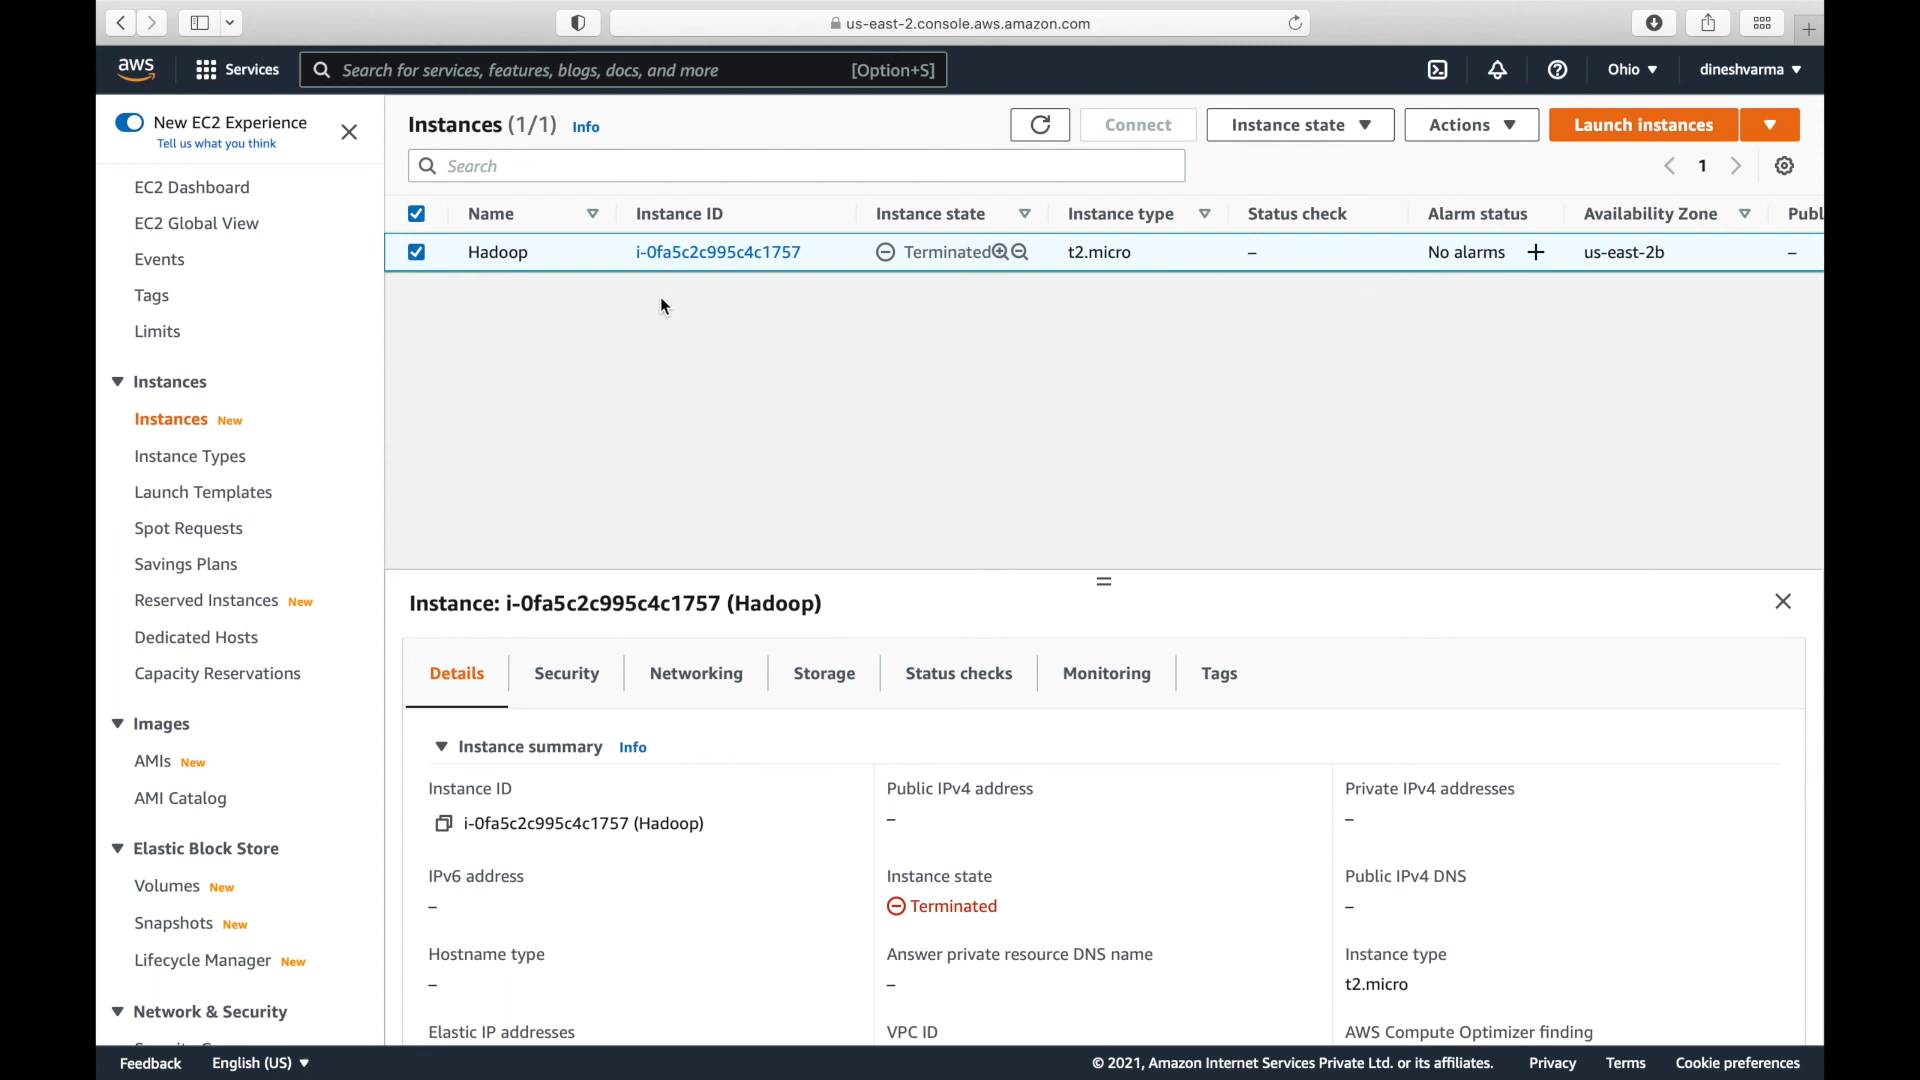 us-east-2.console.aws.amazon.com
aws
Services
Search for services, features, blogs, docs, and more
[Option+S]
Ohio
dineshvarma
New EC2 Experience
Tell us what you think
EC2 Dashboard
EC2 Global View
Events
Tags
Limits
Instances
Instances New
Instance Types
Launch Templates
Spot Requests
Savings Plans
Reserved Instances New
Dedicated Hosts
Capacity Reservations
Images
AMIs New
AMI Catalog
Elastic Block Store
Volumes New
Snapshots New
Lifecycle Manager New
Network & Security
Instances (1/1) Info
Connect
Instance state
Actions
Launch instances
Search
1
Name Instance ID Instance state Instance type Status check Alarm status Availability Zone Publ
Hadoop i-0fa5c2c995c4c1757 Terminated t2.micro – No alarms + us-east-2b –
Instance: i-0fa5c2c995c4c1757 (Hadoop)
Details Security Networking Storage Status checks Monitoring Tags
Instance summary Info
Instance ID
i-0fa5c2c995c4c1757 (Hadoop)
Public IPv4 address
–
Private IPv4 addresses
–
IPv6 address
–
Instance state
Terminated
Public IPv4 DNS
–
Hostname type
–
Answer private resource DNS name
–
Instance type
t2.micro
Elastic IP addresses
VPC ID
AWS Compute Optimizer finding
Feedback
English (US)
© 2021, Amazon Internet Services Private Ltd. or its affiliates.
Privacy
Terms
Cookie preferences